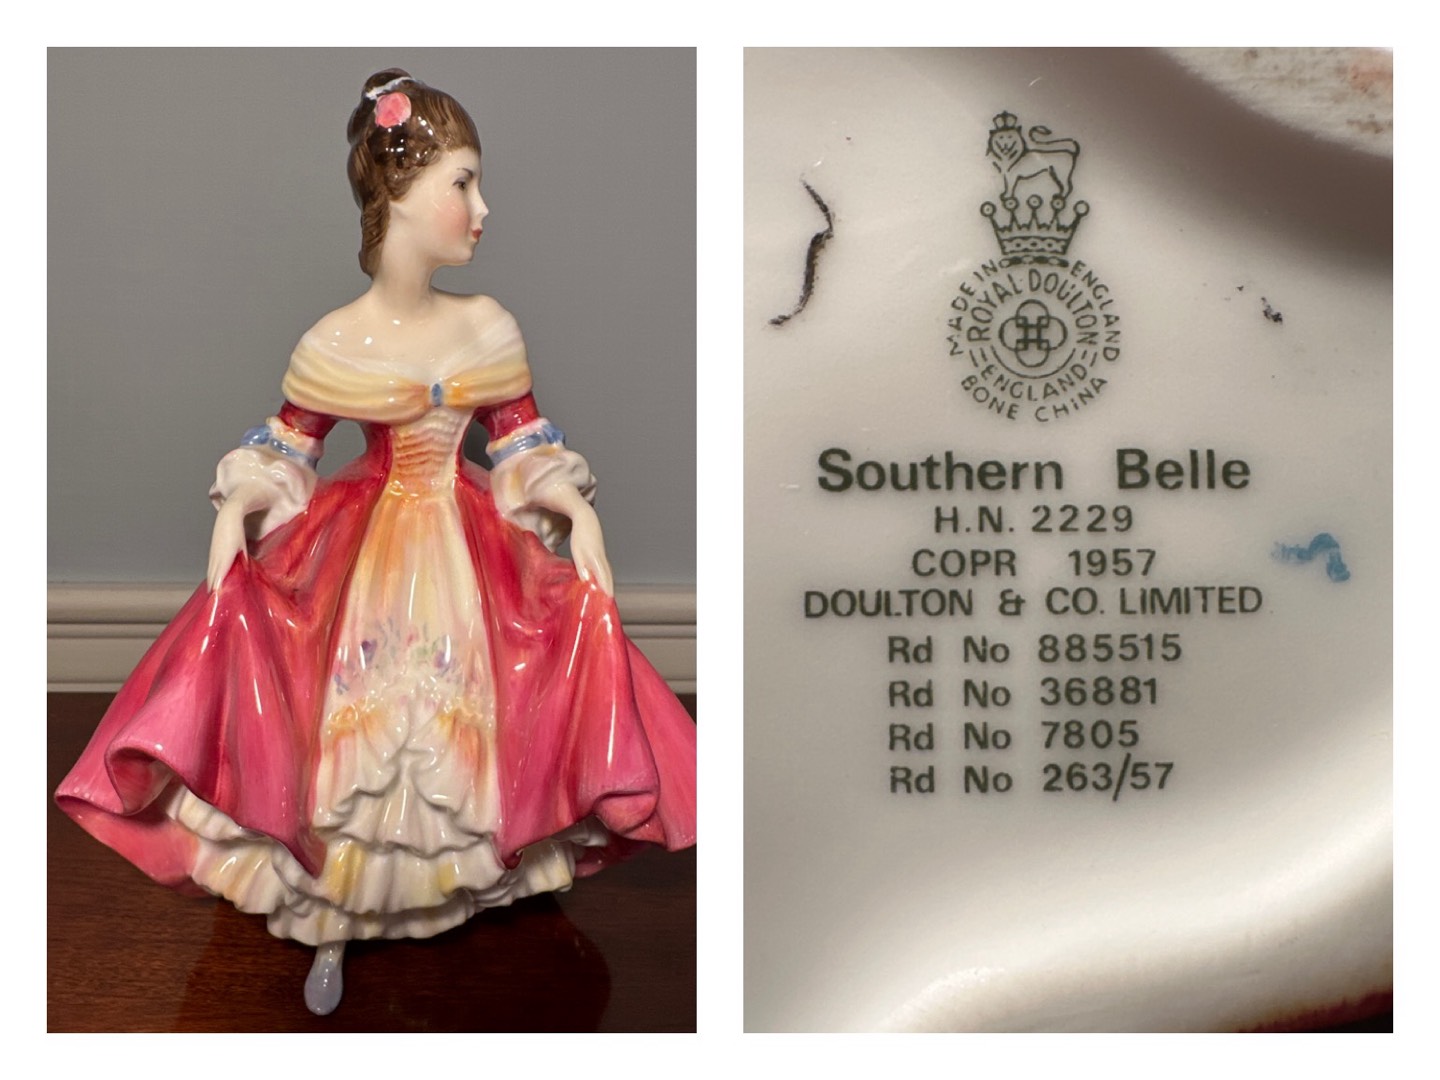 MADE IN ENGLAND
ROYAL DOULTON
ENGLAND
BONE CHINA
Southern Belle
H.N. 2229
COPR 1957
DOULTON & CO. LIMITED
Rd No 885515
Rd No 36881
Rd No 7805
Rd No 263/57